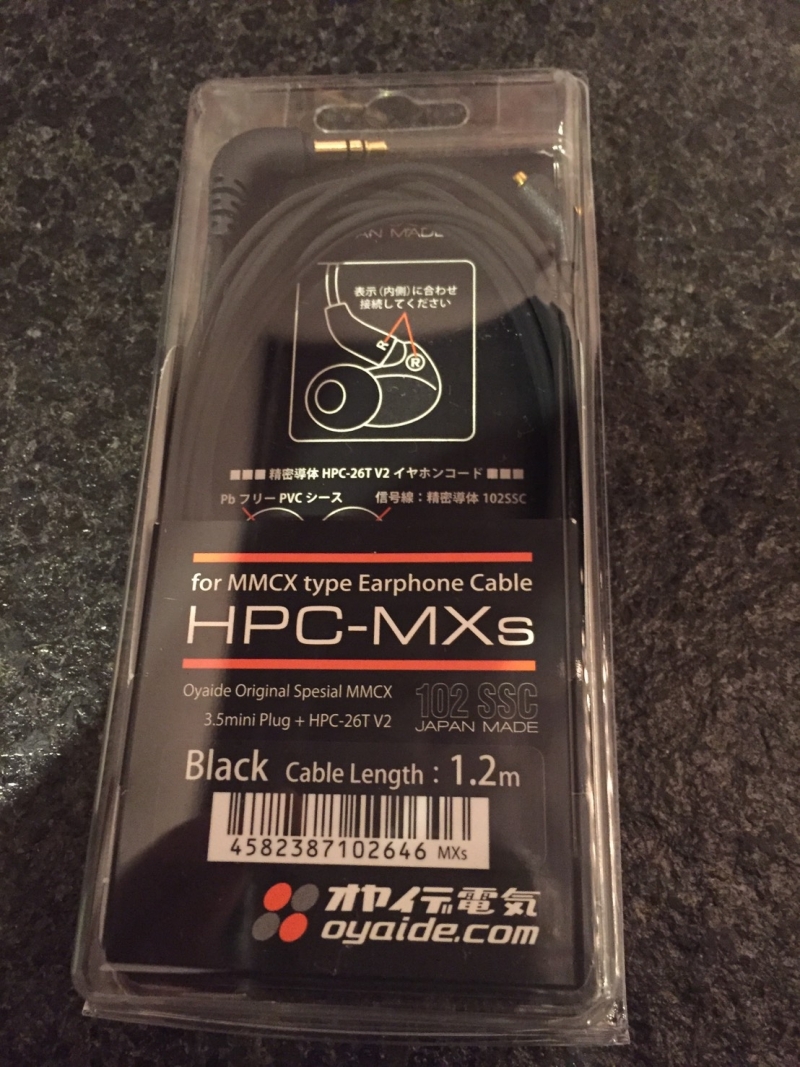 AN MADE
表示（内側）に合わせ
接続してください
R
R
■■■ 精密導体 HPC-26T V2 イヤホンコード ■■■
Pb フリー PVC シース 信号線：精密導体 102SSC
for MMCX type Earphone Cable
HPC-MXs
Oyaide Original Spesial MMCX
3.5mini Plug + HPC-26T V2
102 SSC
JAPAN MADE
Black Cable Length：1.2m
4582387102646 MXs
オヤイデ電気
oyaide.com